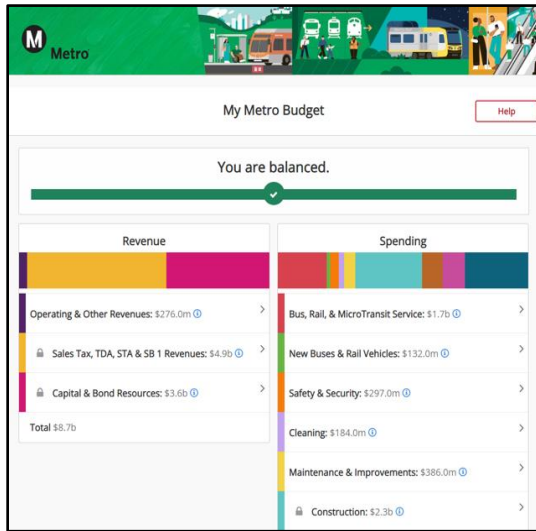 M
Metro
My Metro Budget
Help
You are balanced.
Revenue
Operating & Other Revenues: $276.0m
Sales Tax, TDA, STA & SB 1 Revenues: $4.9b
Capital & Bond Resources: $3.6b
Total $8.7b
Spending
Bus, Rail, & MicroTransit Service: $1.7b
New Buses & Rail Vehicles: $132.0m
Safety & Security: $297.0m
Cleaning: $184.0m
Maintenance & Improvements: $386.0m
Construction: $2.3b